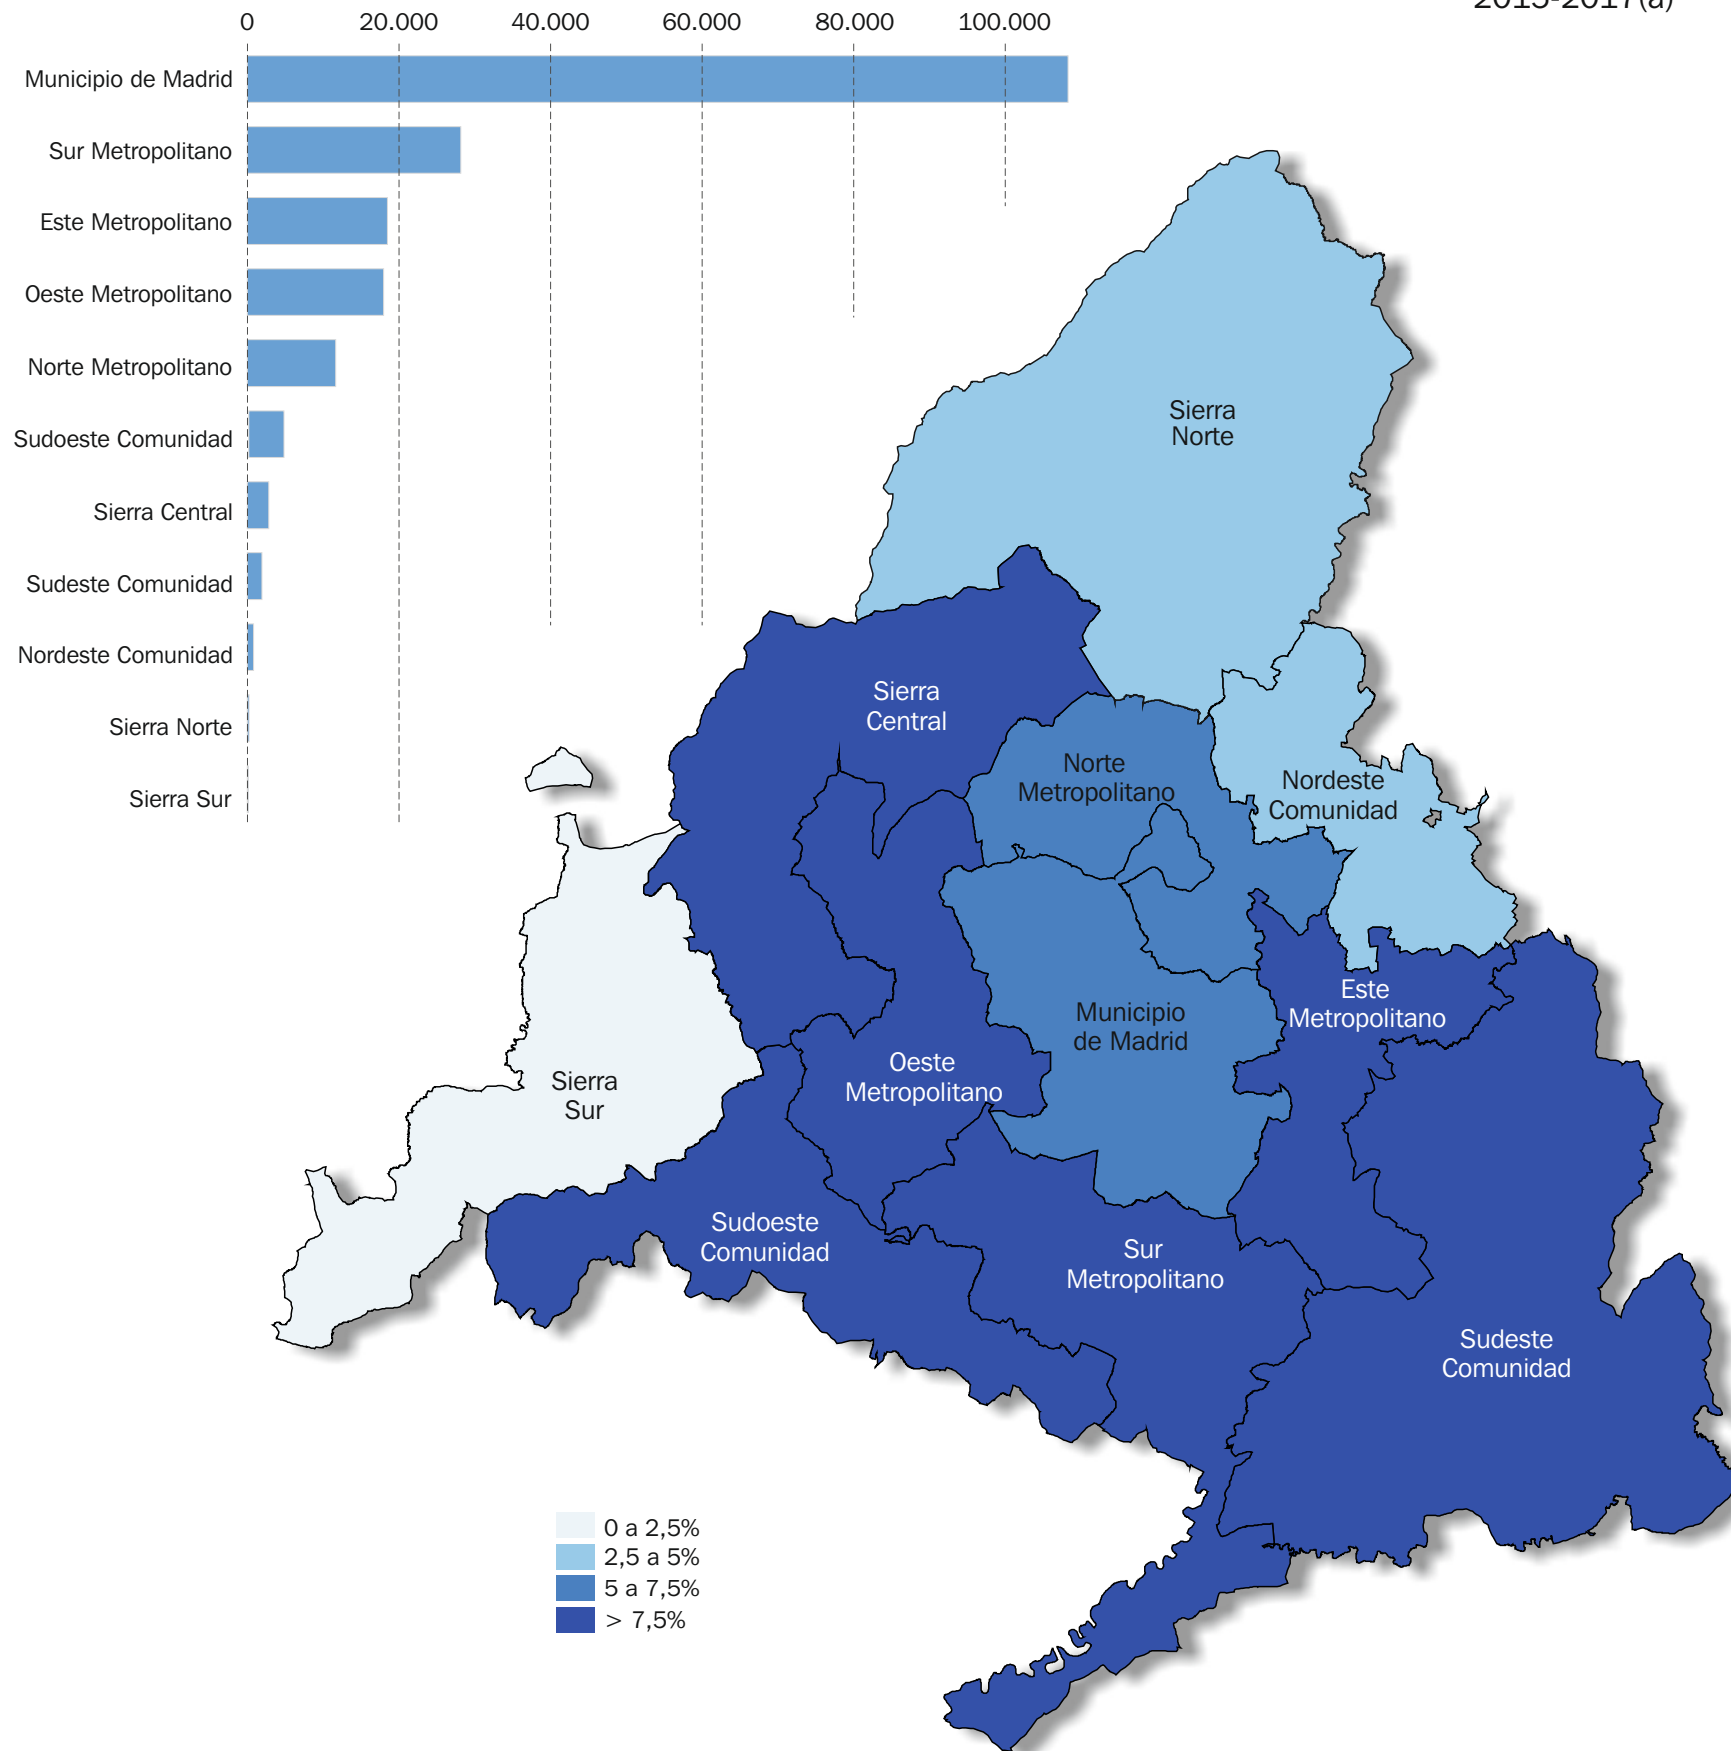 2015-2017(a)
0 20.000 40.000 60.000 80.000 100.000
Municipio de Madrid
Sur Metropolitano
Este Metropolitano
Oeste Metropolitano
Norte Metropolitano
Sudoeste Comunidad
Sierra Central
Sudeste Comunidad
Nordeste Comunidad
Sierra Norte
Sierra Sur
Sierra
Norte
Sierra
Central
Norte
Metropolitano
Nordeste
Comunidad
Este
Metropolitano
Municipio
de Madrid
Oeste
Metropolitano
Sierra
Sur
Sudoeste
Comunidad
Sur
Metropolitano
Sudeste
Comunidad
0 a 2,5%
2,5 a 5%
5 a 7,5%
> 7,5%